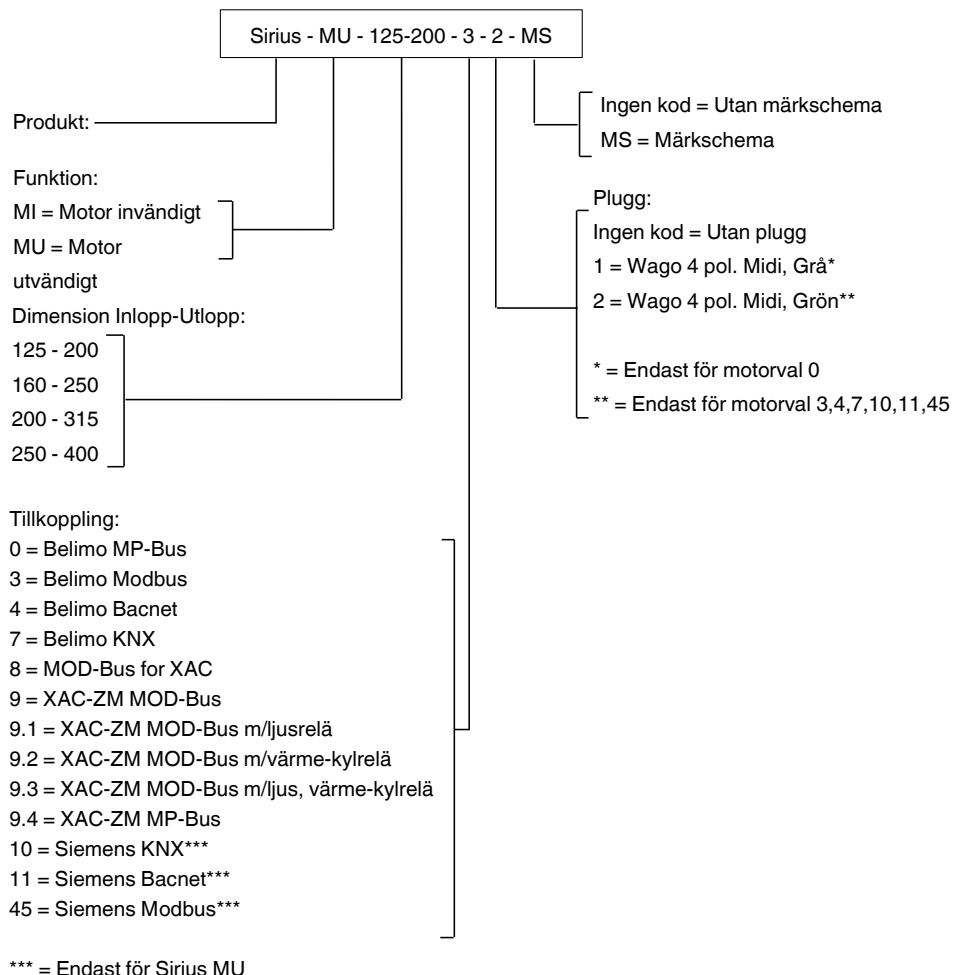 Sirius - MU - 125-200 - 3 - 2 - MS
Produkt:
Funktion:
MI = Motor invändigt
MU = Motor
utvändigt
Dimension Inlopp-Utlopp:
125 - 200
160 - 250
200 - 315
250 - 400
Tillkoppling:
0 = Belimo MP-Bus
3 = Belimo Modbus
4 = Belimo Bacnet
7 = Belimo KNX
8 = MOD-Bus for XAC
9 = XAC-ZM MOD-Bus
9.1 = XAC-ZM MOD-Bus m/ljusrelä
9.2 = XAC-ZM MOD-Bus m/värme-kylrelä
9.3 = XAC-ZM MOD-Bus m/ljus, värme-kylrelä
9.4 = XAC-ZM MP-Bus
10 = Siemens KNX***
11 = Siemens Bacnet***
45 = Siemens Modbus***
*** = Endast för Sirius MU
Ingen kod = Utan märkschema
MS = Märkschema
Plugg:
Ingen kod = Utan plugg
1 = Wago 4 pol. Midi, Grå*
2 = Wago 4 pol. Midi, Grön**
* = Endast för motorval 0
** = Endast för motorval 3,4,7,10,11,45